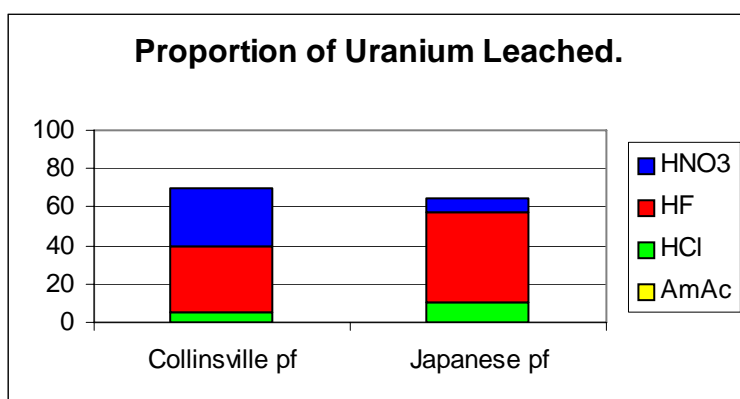 Proportion of Uranium Leached.
100
80
60
40
20
0
Collinsville pf
Japanese pf
HNO3
HF
HCl
AmAc